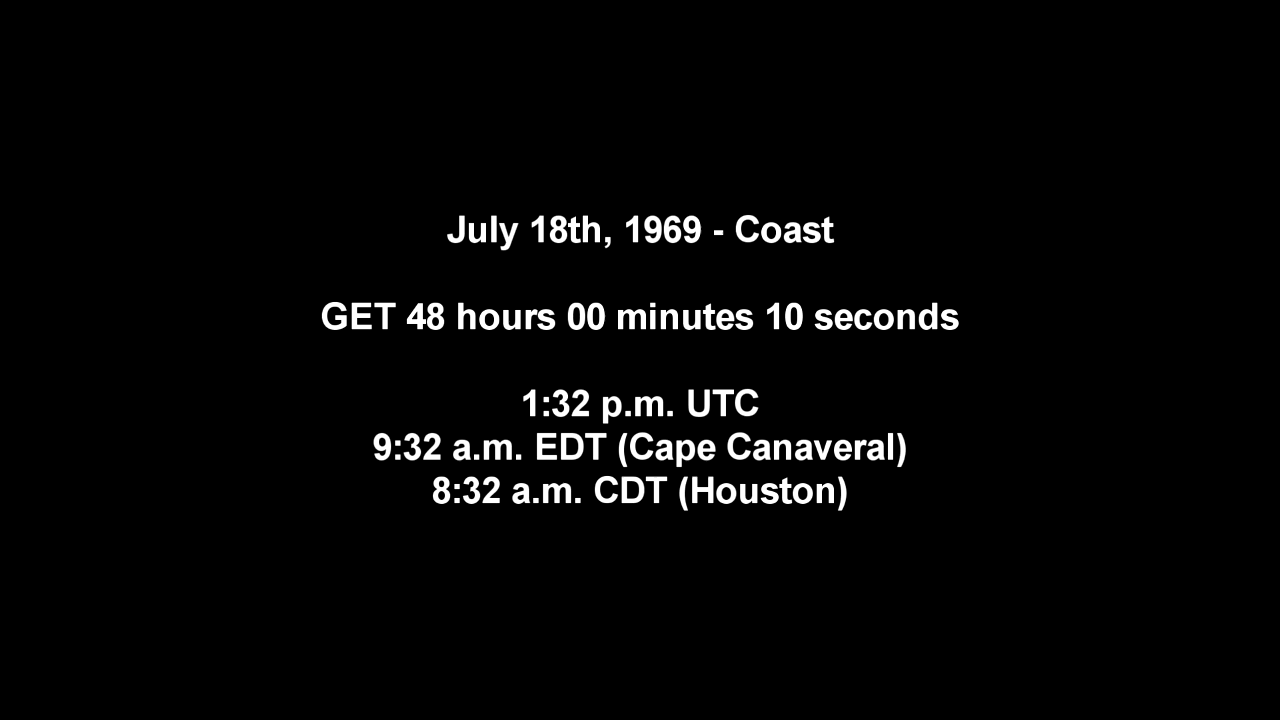 July 18th, 1969 - Coast
GET 48 hours 00 minutes 10 seconds
1:32 p.m. UTC
9:32 a.m. EDT (Cape Canaveral)
8:32 a.m. CDT (Houston)